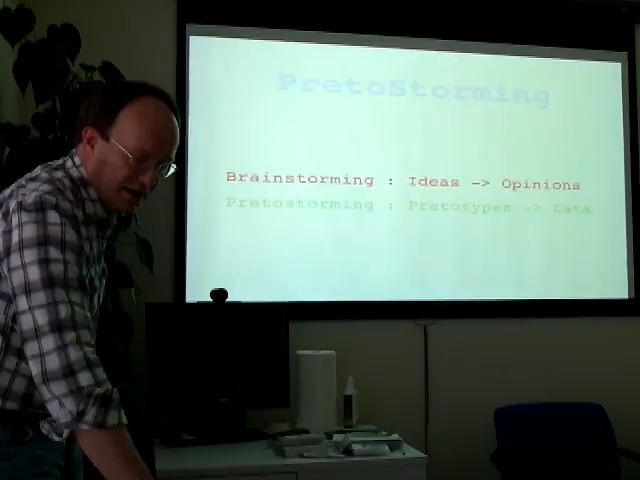 PretoStorming
Brainstorming : Ideas -> Opinions
Pretostorming : Pretotypes -> Data